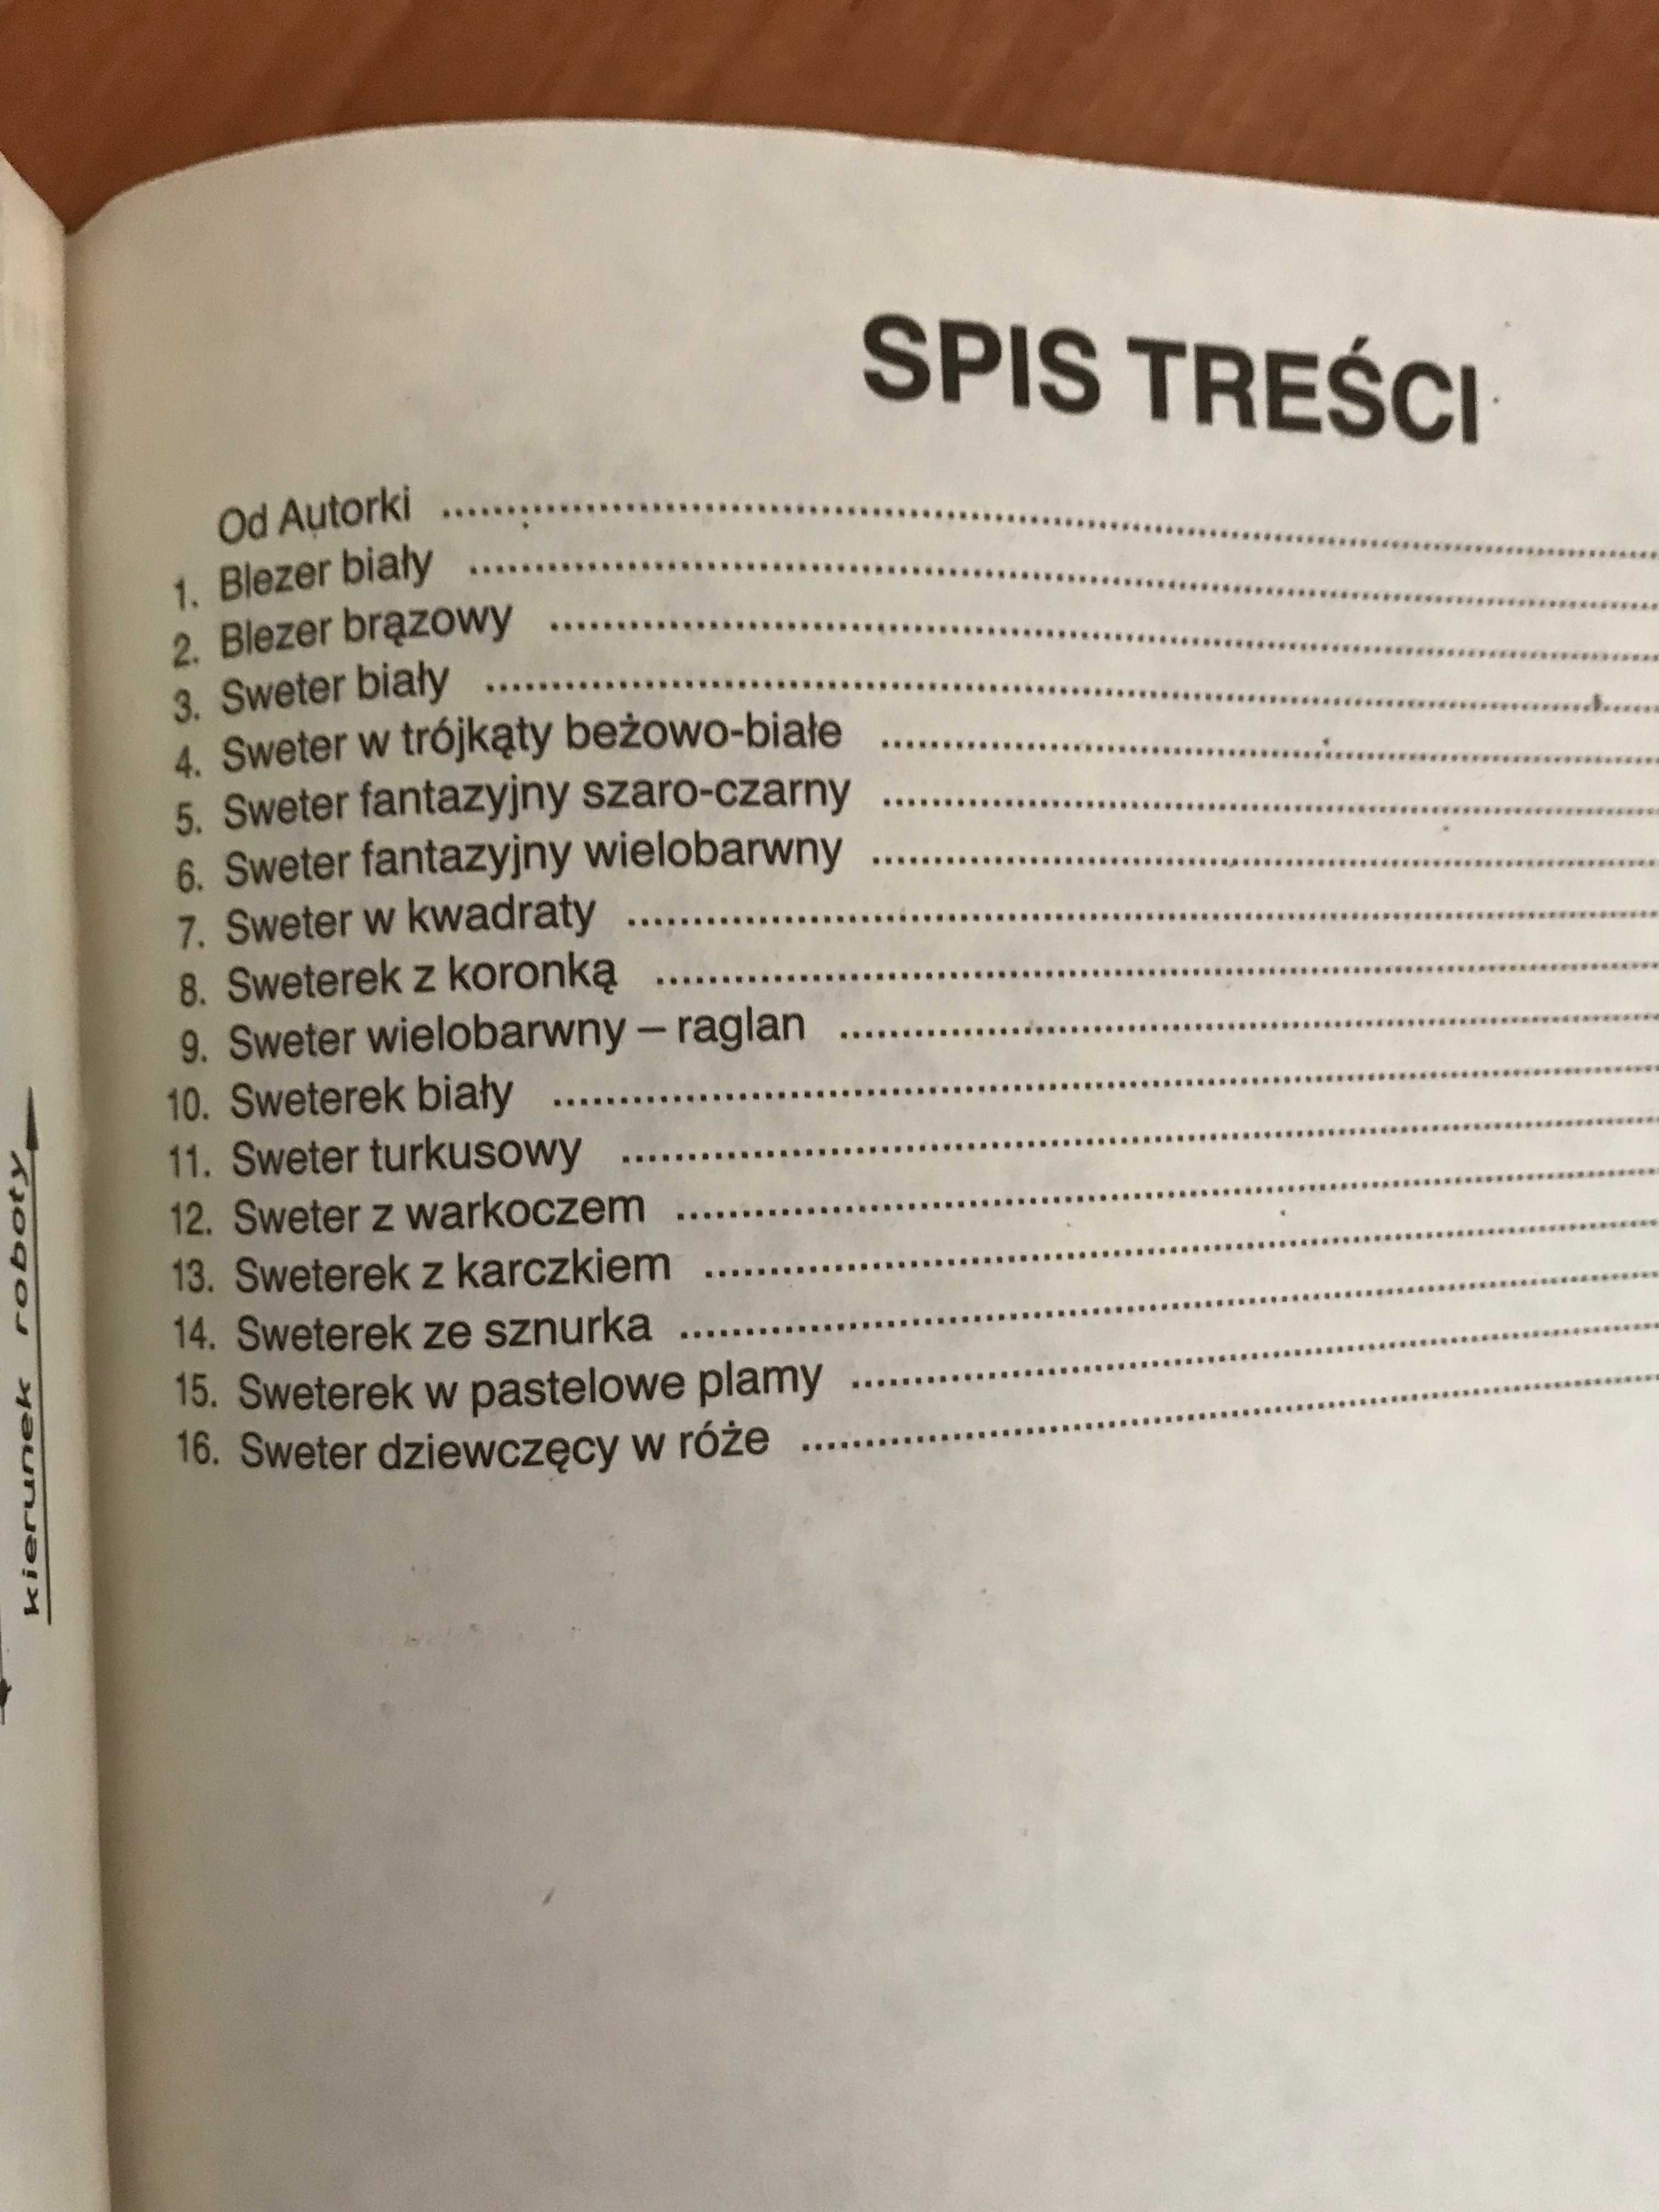 kierunek roboty
SPIS TREŚCI
Od Autorki ..........
1. Blezer biały ..........
2. Blezer brązowy ..........
3. Sweter biały ..........
4. Sweter w trójkąty beżowo-białe ..........
5. Sweter fantazyjny szaro-czarny ..........
6. Sweter fantazyjny wielobarwny ..........
7. Sweter w kwadraty ..........
8. Sweterek z koronką ..........
9. Sweter wielobarwny – raglan ..........
10. Sweterek biały ..........
11. Sweter turkusowy ..........
12. Sweter z warkoczem ..........
13. Sweterek z karczkiem ..........
14. Sweterek ze sznurka ..........
15. Sweterek w pastelowe plamy ..........
16. Sweter dziewczęcy w róże ..........